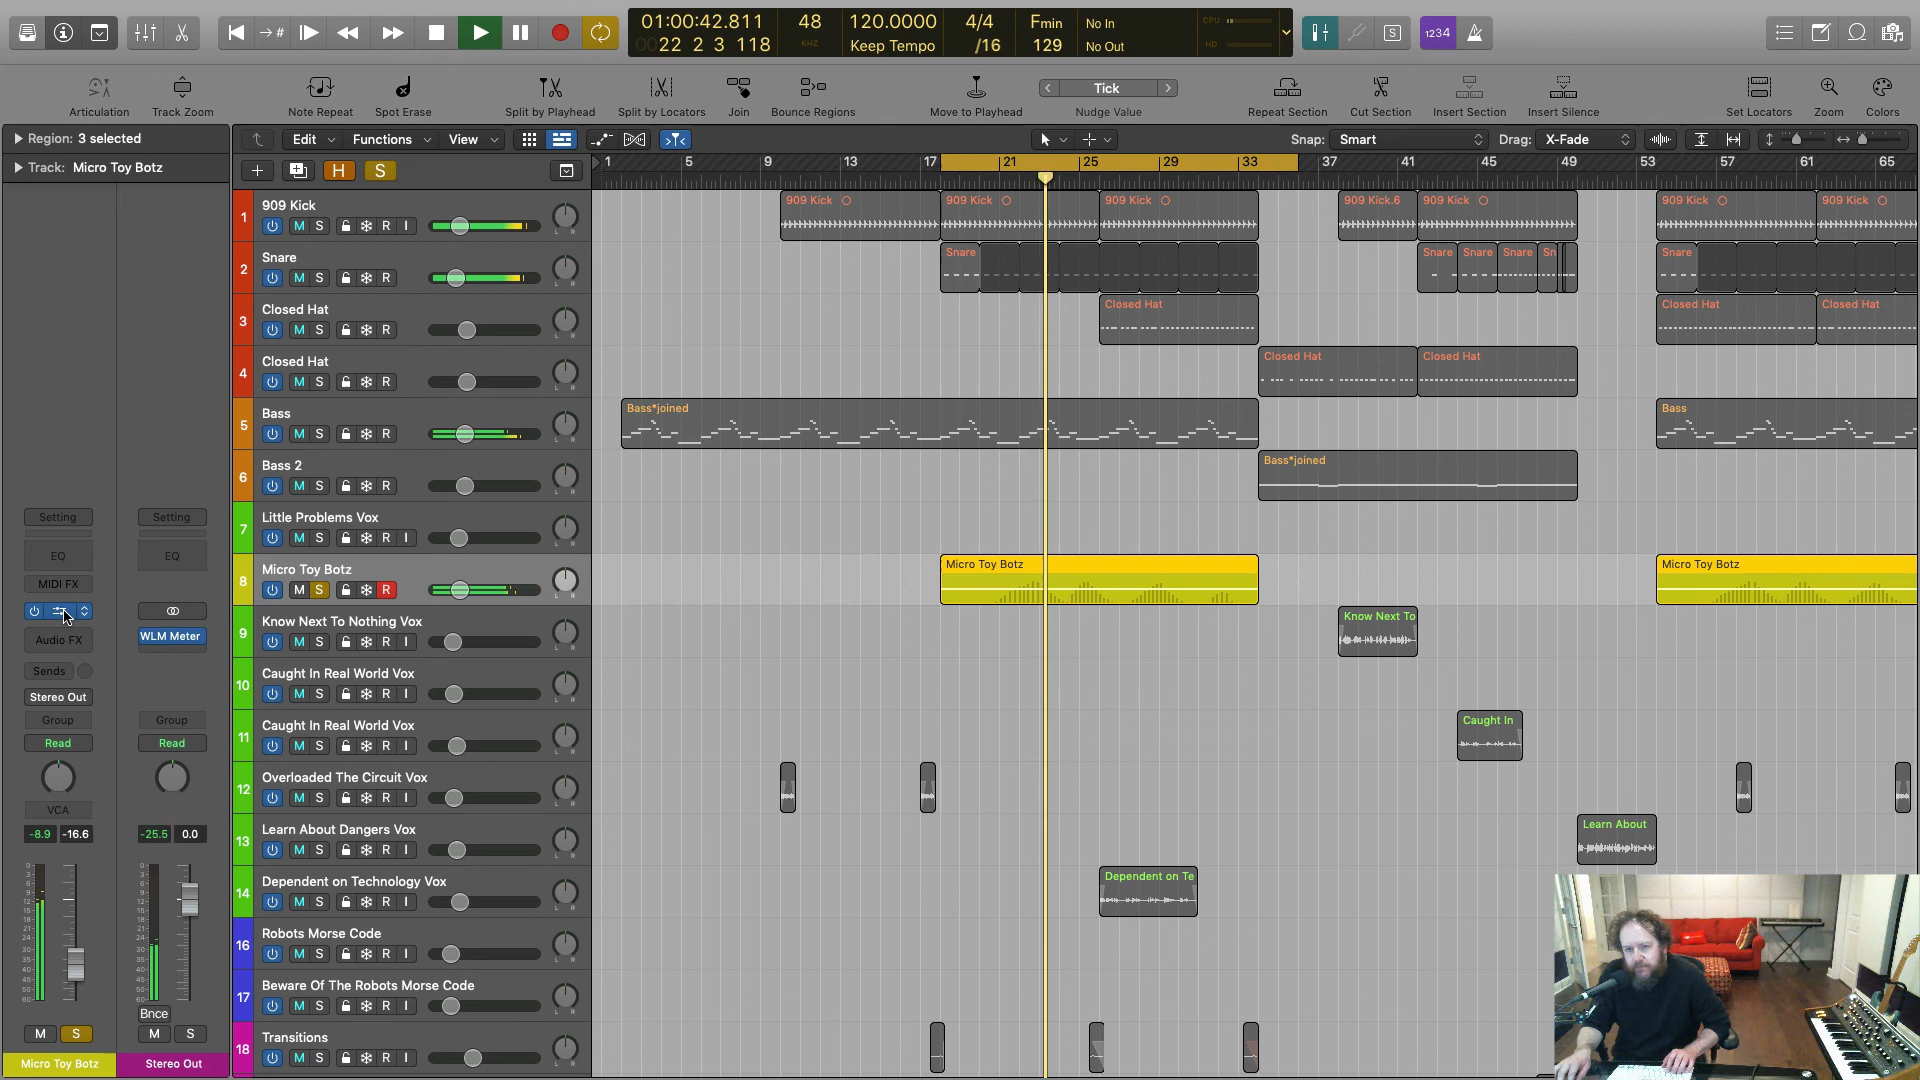 01:00:42.811
0022 2 3 118
48
KHZ
120.0000
Keep Tempo
4/4
/16
Fmin
129
No In
No Out
CPU
HD
1234
Articulation
Track Zoom
Note Repeat
Spot Erase
Split by Playhead
Split by Locators
Join
Bounce Regions
Move to Playhead
Tick
Nudge Value
Repeat Section
Cut Section
Insert Section
Insert Silence
Set Locators
Zoom
Colors
Region: 3 selected
Edit
Functions
View
Snap: Smart
Drag: X-Fade
Track: Micro Toy Botz
H
S
1 5 9 13 17 21 25 29 33 37 41 45 49 53 57 61 65
1
909 Kick
M S R I
909 Kick
909 Kick
909 Kick
909 Kick.6
909 Kick
909 Kick
909 Kick
2
Snare
M S R
Snare
Snare
Snare
Snare
Sn
Snare
3
Closed Hat
M S R
Closed Hat
Closed Hat
Closed Hat
4
Closed Hat
M S R
Closed Hat
Closed Hat
5
Bass
M S R
Bass*joined
Bass
6
Bass 2
M S R
Bass*joined
7
Little Problems Vox
M S R I
8
Micro Toy Botz
M S R
Micro Toy Botz
Micro Toy Botz
9
Know Next To Nothing Vox
M S R I
Know Next To
10
Caught In Real World Vox
M S R I
11
Caught In Real World Vox
M S R I
Caught In
12
Overloaded The Circuit Vox
M S R I
13
Learn About Dangers Vox
M S R I
Learn About
14
Dependent on Technology Vox
M S R I
Dependent on Te
16
Robots Morse Code
M S R I
17
Beware Of The Robots Morse Code
M S R I
18
Transitions
M S R I
Setting
Setting
EQ
EQ
MIDI FX
Audio FX
WLM Meter
Sends
Stereo Out
Group
Group
Read
Read
VCA
-8.9 -16.6
-25.5 0.0
Bnce
M S
M S
Micro Toy Botz
Stereo Out